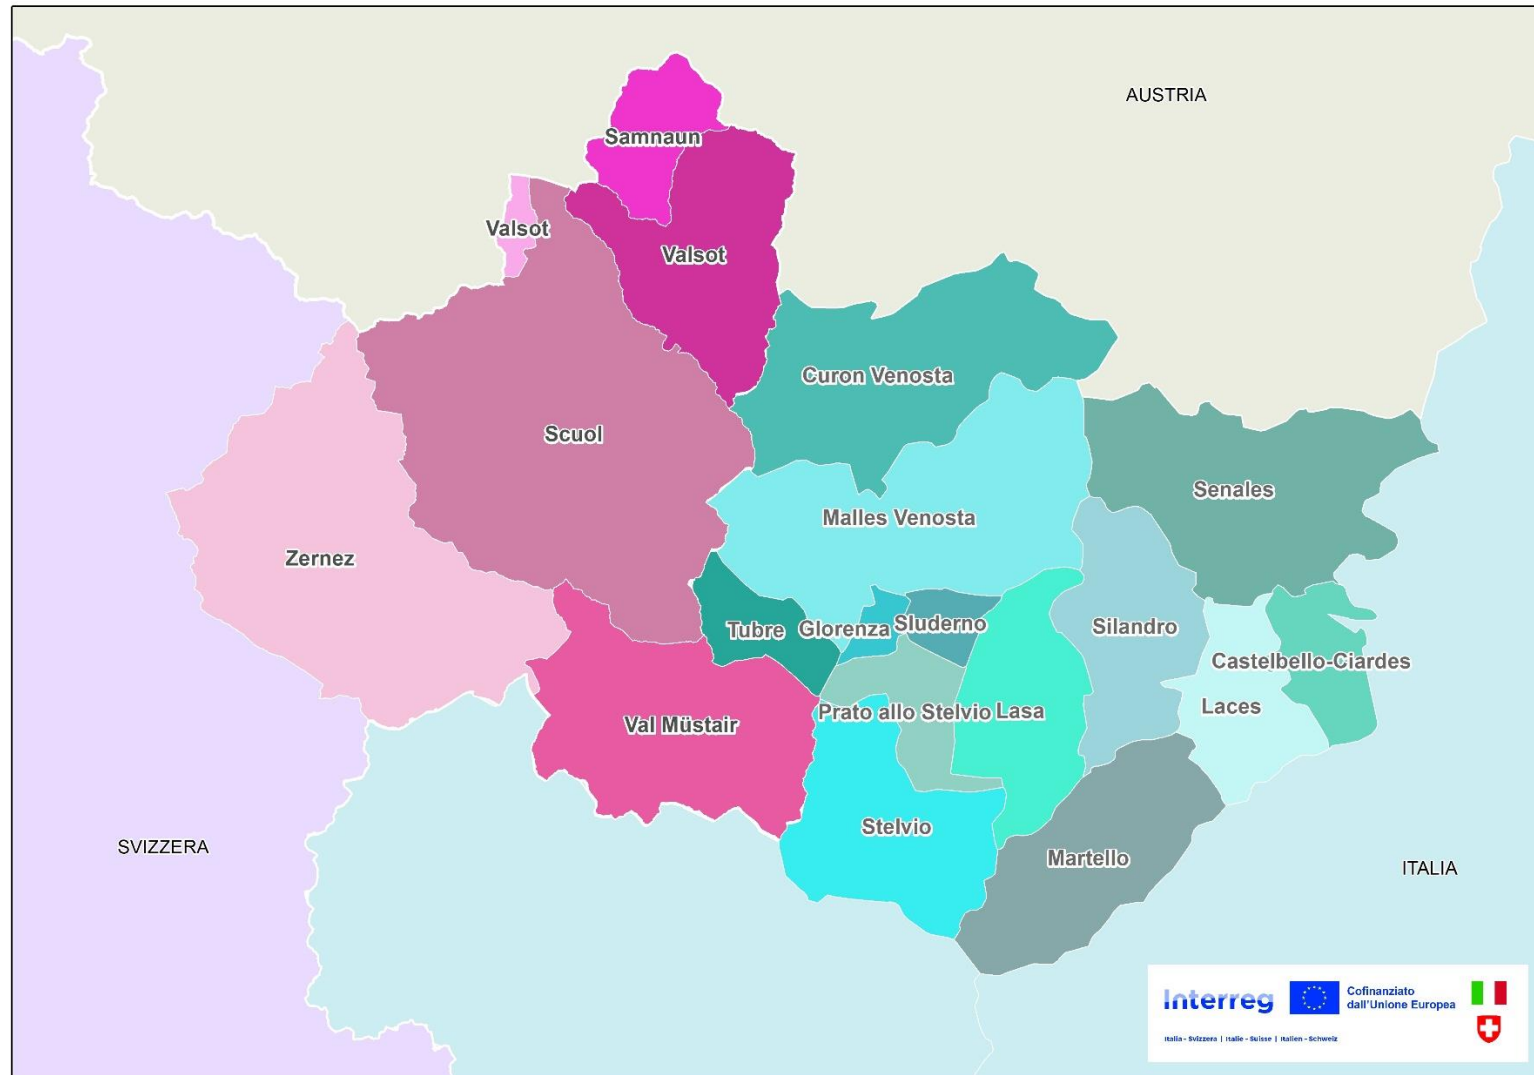 AUSTRIA
Samnaun
Valsot
Valsot
Curon Venosta
Scuol
Senales
Malles Venosta
Zernez
Tubre
Glorenza
Sluderno
Silandro
Castelbello-Ciardes
Laces
Prato allo Stelvio
Lasa
Val Müstair
Stelvio
SVIZZERA
Martello
ITALIA
Interreg
Cofinanziato
dall'Unione Europea
Italia - Svizzera | Italie - Suisse | Italien - Schweiz